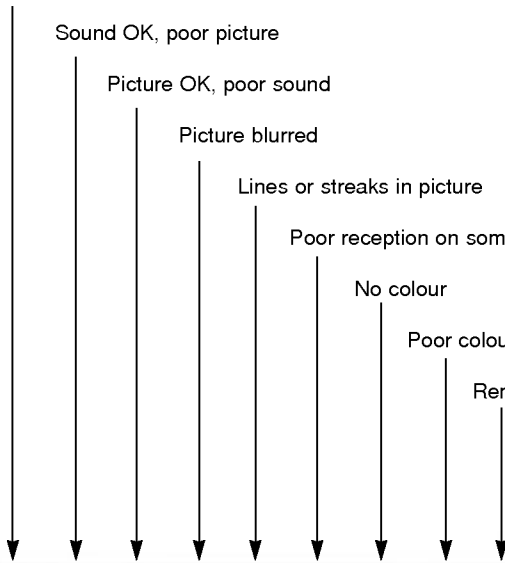 Sound OK, poor picture
Picture OK, poor sound
Picture blurred
Lines or streaks in picture
Poor reception on som
No colour
Poor colou
Rer